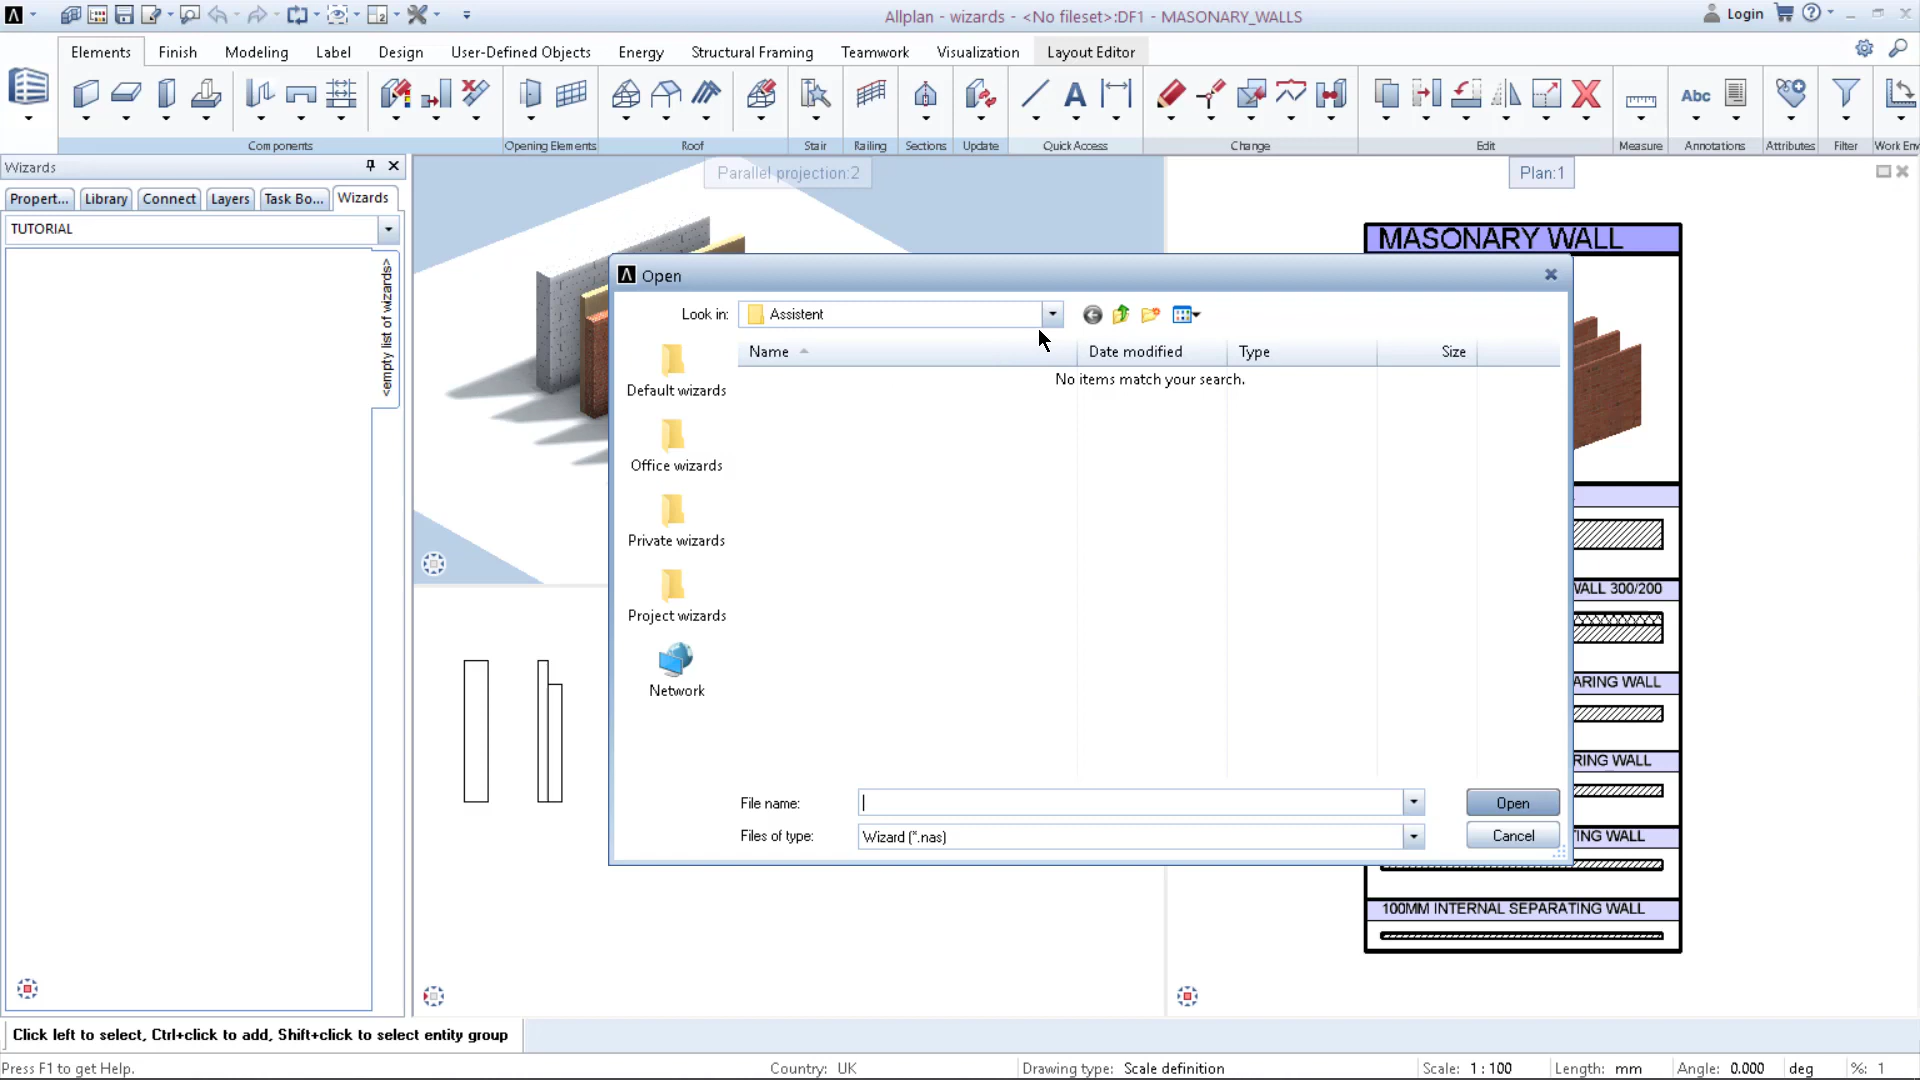 Allplan - wizards - <No fileset>:DF1 - MASONARY_WALLS
Login
Elements
Finish
Modeling
Label
Design
User-Defined Objects
Energy
Structural Framing
Teamwork
Visualization
Layout Editor
Abc
Components
Opening Elements
Roof
Stair
Railing
Sections
Update
Quick Access
Change
Edit
Measure
Annotations
Attributes
Filter
Work Env
Wizards
Propert...
Library
Connect
Layers
Task Bo...
Wizards
TUTORIAL
<empty list of wizards>
Parallel projection:2
Plan:1
MASONARY WALL
Open
Look in:
Assistent
Name
Date modified
Type
Size
No items match your search.
Default wizards
Office wizards
Private wizards
Project wizards
Network
File name:
Open
Files of type:
Wizard (*.nas)
Cancel
WALL 300/200
ARING WALL
RING WALL
ING WALL
100MM INTERNAL SEPARATING WALL
Click left to select, Ctrl+click to add, Shift+click to select entity group
Press F1 to get Help.
Country: UK
Drawing type: Scale definition
Scale: 1 : 100
Length: mm
Angle: 0.000 deg
%: 1